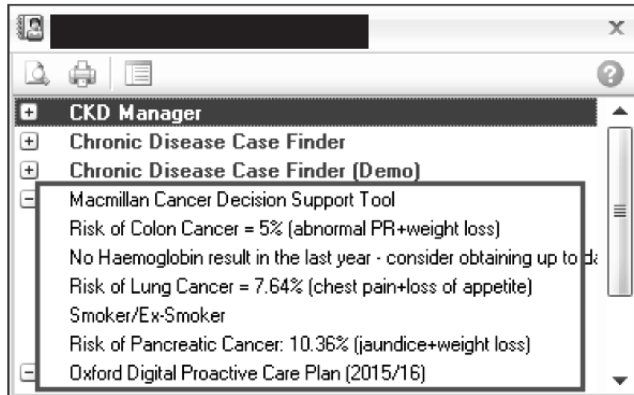 CKD Manager
Chronic Disease Case Finder
Chronic Disease Case Finder (Demo)
Macmillan Cancer Decision Support Tool
Risk of Colon Cancer = 5% (abnormal PR+weight loss)
No Haemoglobin result in the last year - consider obtaining up to
Risk of Lung Cancer = 7.64% (chest pain+loss of appetite)
Smoker/Ex-Smoker
Risk of Pancreatic Cancer: 10.36% (jaundice+weight loss)
Oxford Digital Proactive Care Plan (2015/16)